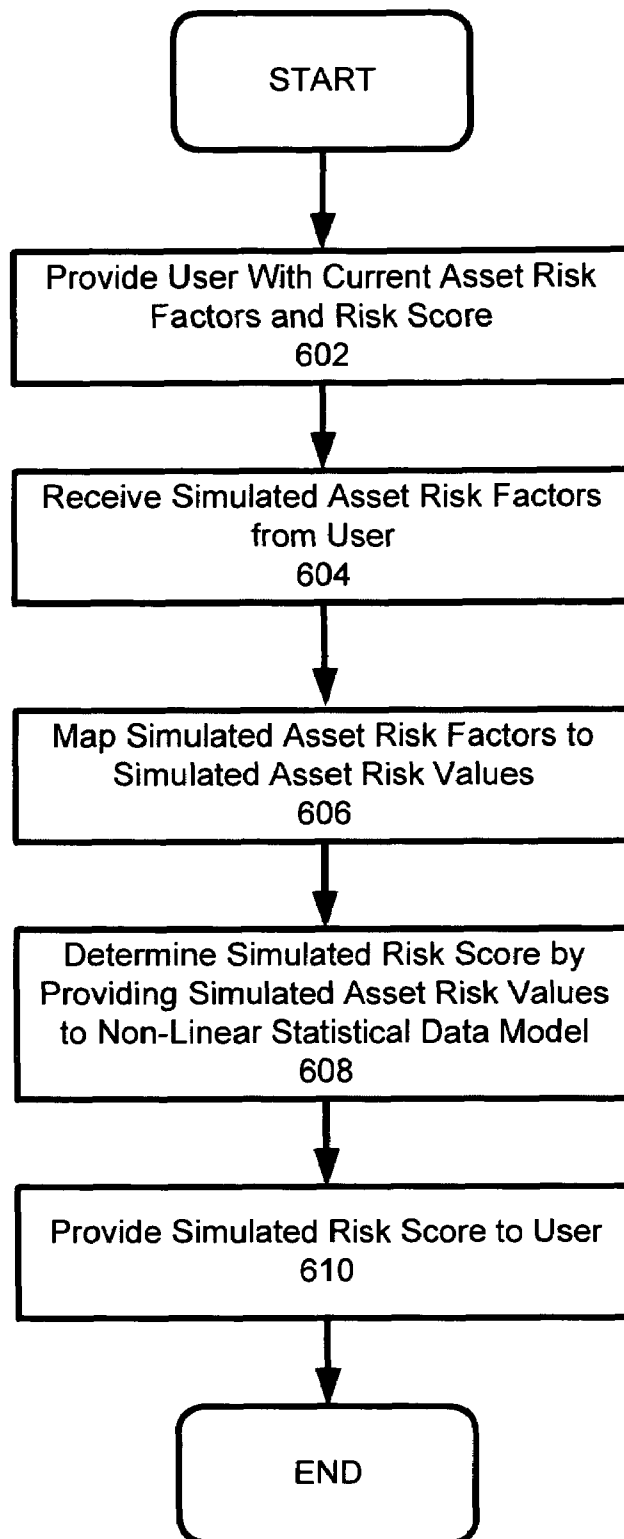 START
Provide User With Current Asset Risk
Factors and Risk Score
602
Receive Simulated Asset Risk Factors
from User
604
Map Simulated Asset Risk Factors to
Simulated Asset Risk Values
606
Determine Simulated Risk Score by
Providing Simulated Asset Risk Values
to Non-Linear Statistical Data Model
608
Provide Simulated Risk Score to User
610
END